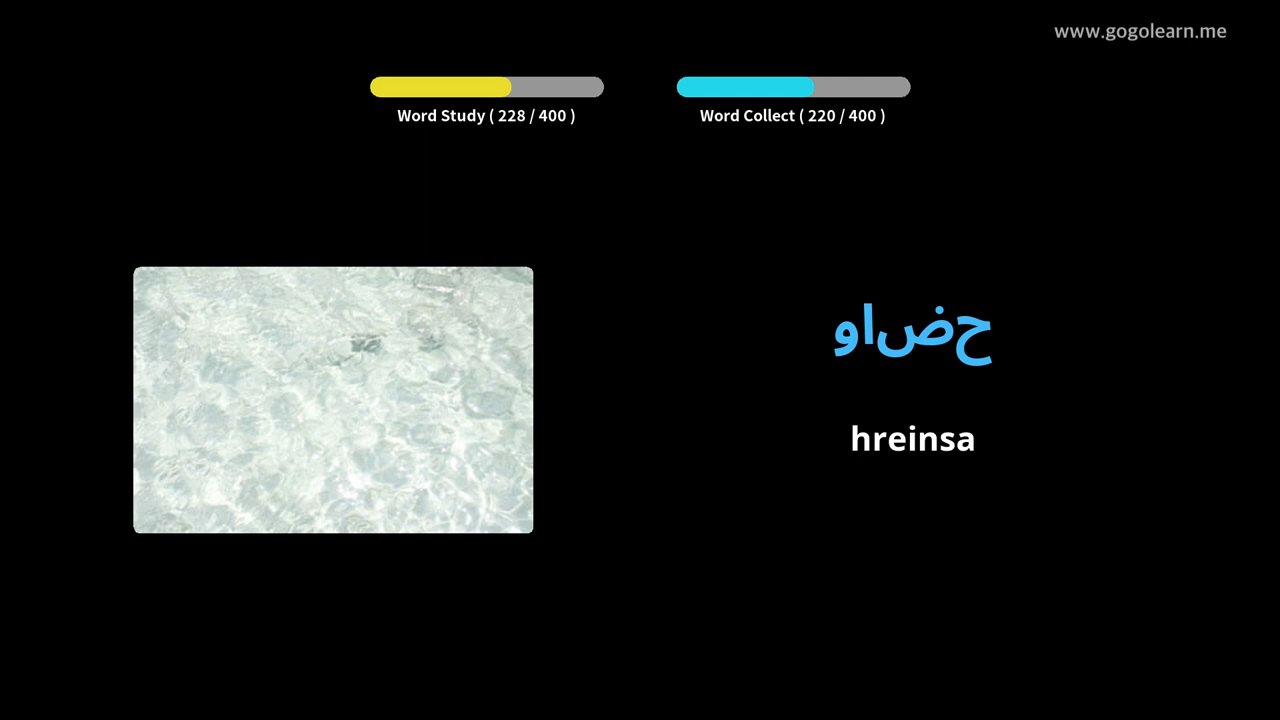 www.gogolearn.me
Word Study ( 228 / 400 )
Word Collect ( 220 / 400 )
حضاو
hreinsa